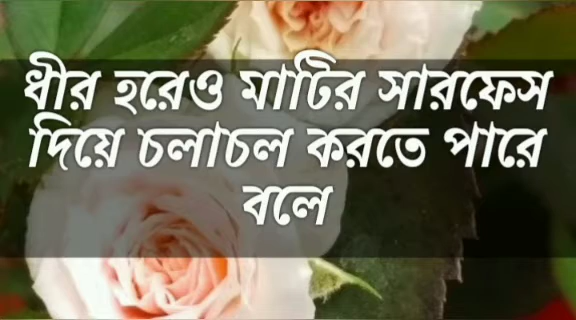 ধীর হরেও মাটির সারফেস
দিয়ে চলাচল করতে পারে
বলে